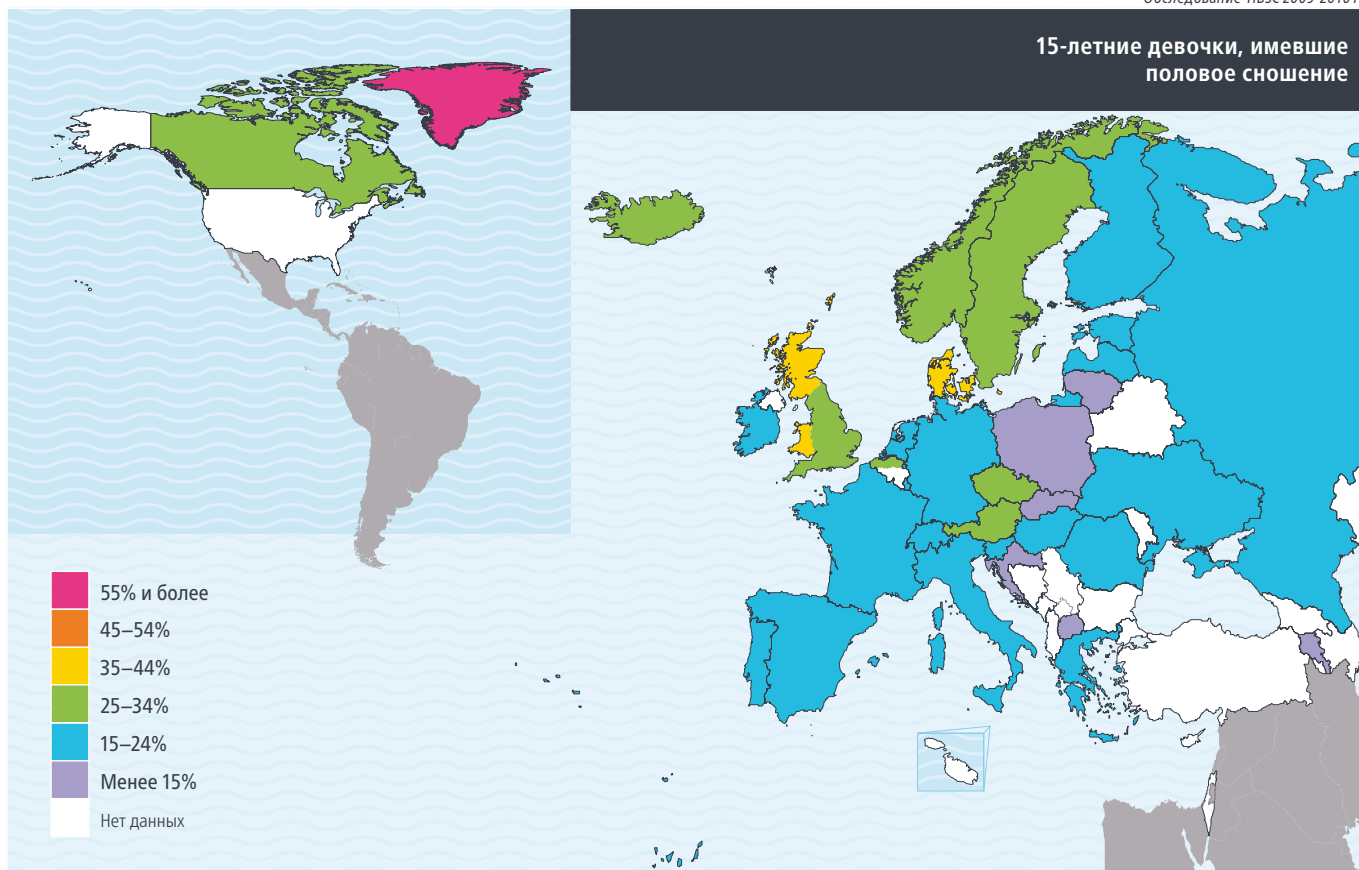 15-летние девочки, имевшие
половое сношение
55% и более
45–54%
35–44%
25–34%
15–24%
Менее 15%
Нет данных